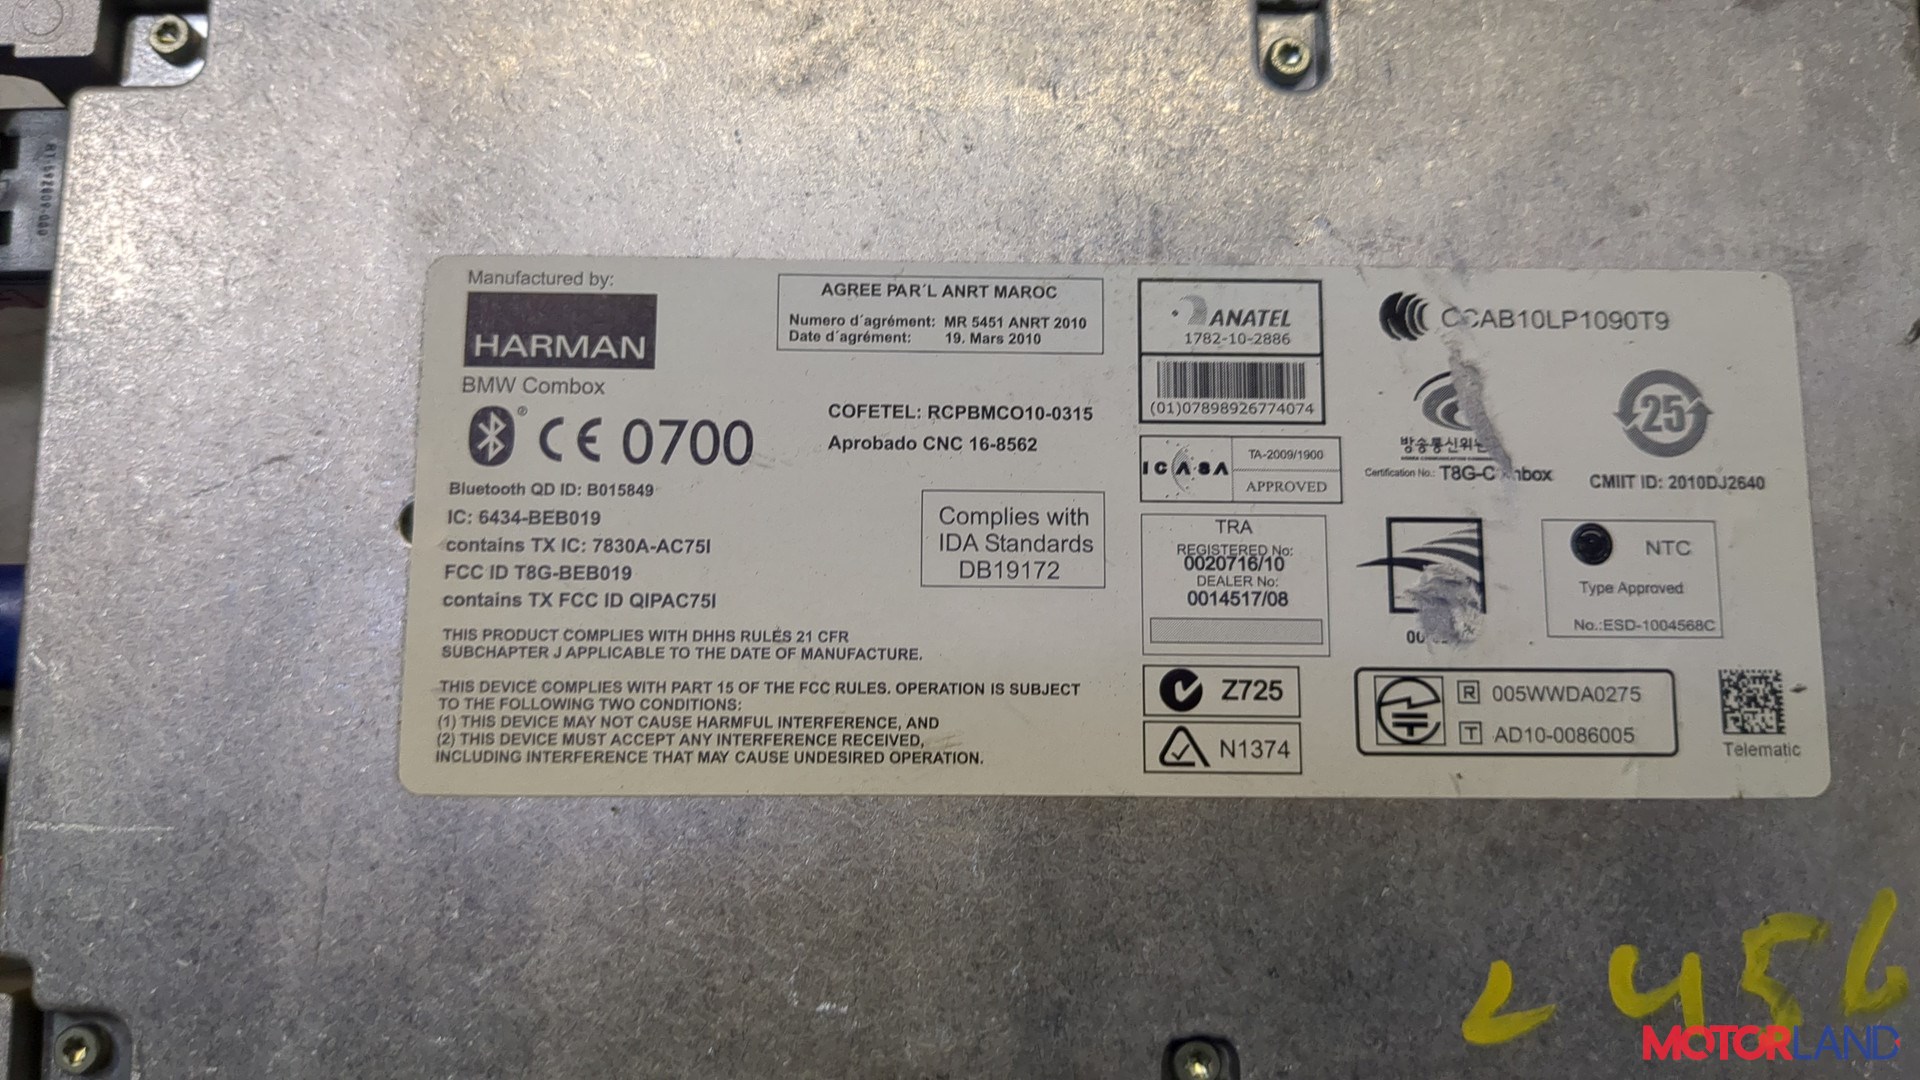 Manufactured by:
HARMAN
BMW Combox
® CE 0700
Bluetooth QD ID: B015849
IC: 6434-BEB019
contains TX IC: 7830A-AC75I
FCC ID T8G-BEB019
contains TX FCC ID QIPAC75I
THIS PRODUCT COMPLIES WITH DHHS RULES 21 CFR
SUBCHAPTER J APPLICABLE TO THE DATE OF MANUFACTURE.
THIS DEVICE COMPLIES WITH PART 15 OF THE FCC RULES. OPERATION IS SUBJECT
TO THE FOLLOWING TWO CONDITIONS:
(1) THIS DEVICE MAY NOT CAUSE HARMFUL INTERFERENCE, AND
(2) THIS DEVICE MUST ACCEPT ANY INTERFERENCE RECEIVED,
INCLUDING INTERFERENCE THAT MAY CAUSE UNDESIRED OPERATION.
AGREE PAR´L ANRT MAROC
Numero d´agrément: MR 5451 ANRT 2010
Date d´agrément: 19. Mars 2010
COFETEL: RCPBMCO10-0315
Aprobado CNC 16-8562
Complies with
IDA Standards
DB19172
ANATEL
1782-10-2886
(01)07898926774074
ICASA
TA-2009/1900
APPROVED
TRA
REGISTERED No:
0020716/10
DEALER No:
0014517/08
Z725
N1374
CCAB10LP1090T9
Certification No.:
25
CMIIT ID: 2010DJ2640
NTC
Type Approved
No.:ESD-1004568C
R 005WWDA0275
T AD10-0086005
Telematic
2456
MOTORLAND